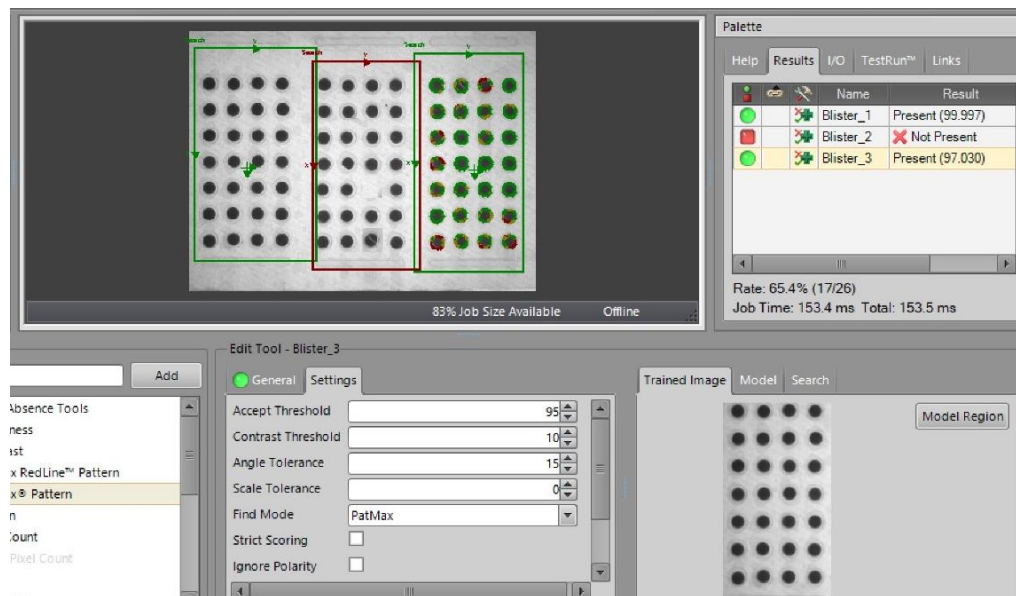 Palette
Help Results I/O TestRun™ Links
Name Result
Blister_1 Present (99.997)
Blister_2 Not Present
Blister_3 Present (97.030)
Rate: 65.4% (17/26)
Job Time: 153.4 ms Total: 153.5 ms
Search
Search
Search
83% Job Size Available Offline
Add
Absence Tools
ness
ast
x RedLine™ Pattern
x® Pattern
n
Count
Pixel Count
Edit Tool - Blister_3
General Settings
Accept Threshold 95
Contrast Threshold 10
Angle Tolerance 15
Scale Tolerance 0
Find Mode PatMax
Strict Scoring
Ignore Polarity
Trained Image Model Search
Model Region